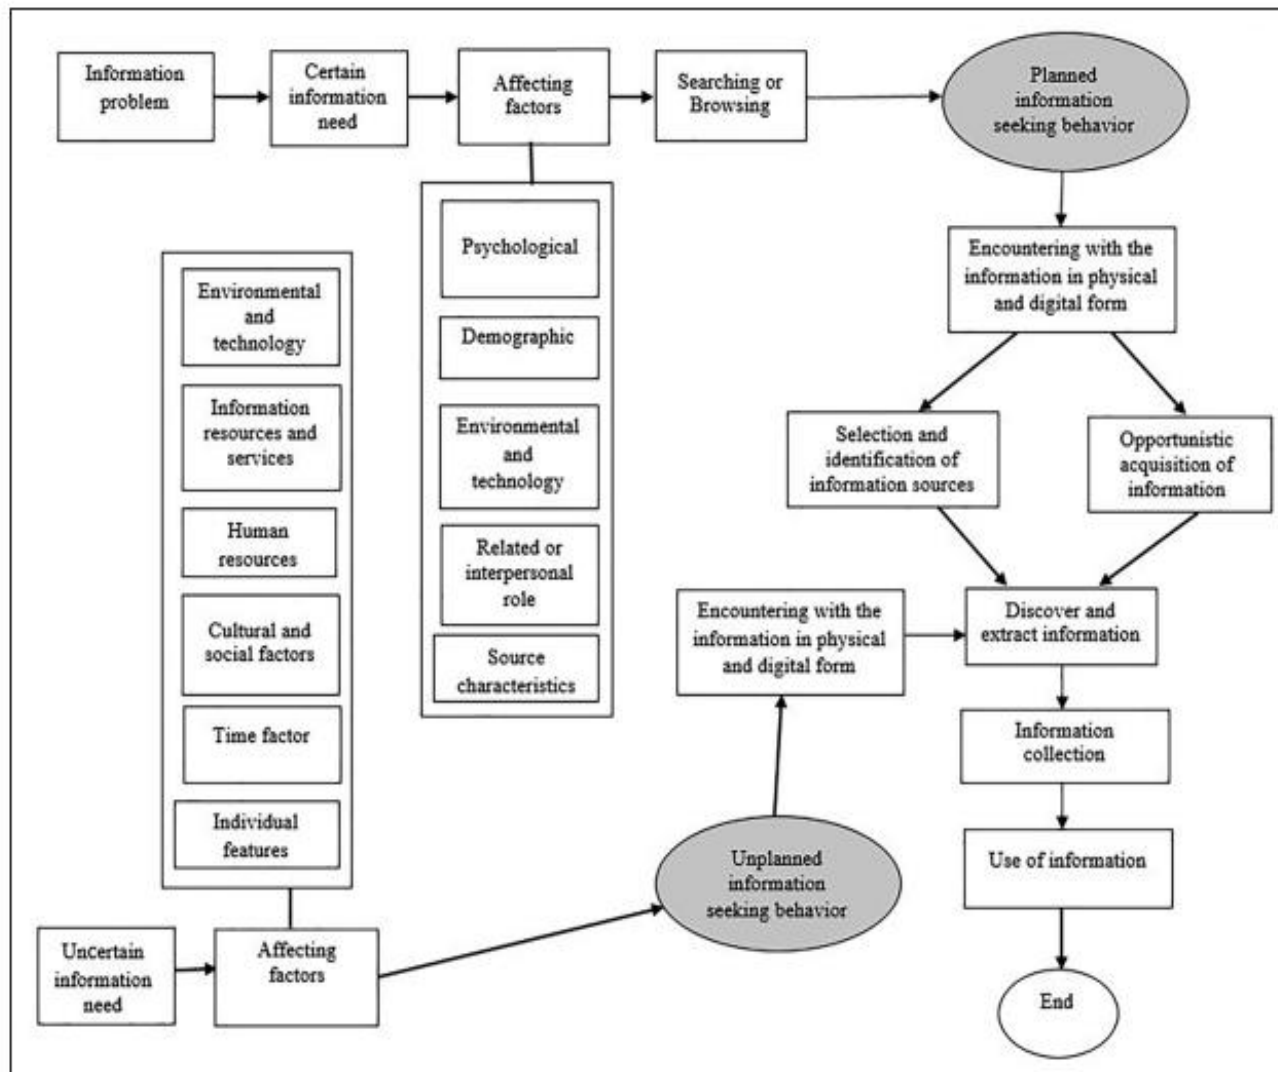 Information
problem
Certain
information
need
Affecting
factors
Searching or
Browsing
Planned
information
seeking behavior
Psychological
Demographic
Environmental
and
technology
Related or
interpersonal
role
Source
characteristics
Environmental
and
technology
Information
resources and
services
Human
resources
Cultural and
social factors
Time factor
Individual
features
Encountering with the
information in physical
and digital form
Selection and
identification of
information sources
Opportunistic
acquisition of
information
Encountering with the
information in physical
and digital form
Discover and
extract information
Information
collection
Use of information
Unplanned
information
seeking behavior
Uncertain
information
need
Affecting
factors
End